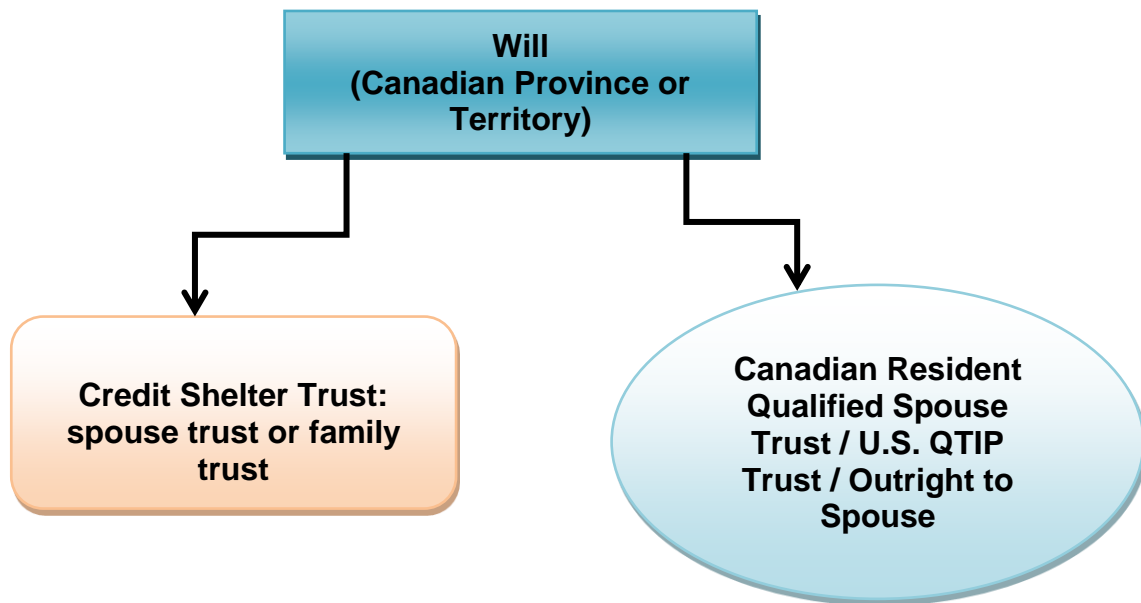 Will
(Canadian Province or
Territory)
Credit Shelter Trust:
spouse trust or family
trust
Canadian Resident
Qualified Spouse
Trust / U.S. QTIP
Trust / Outright to
Spouse